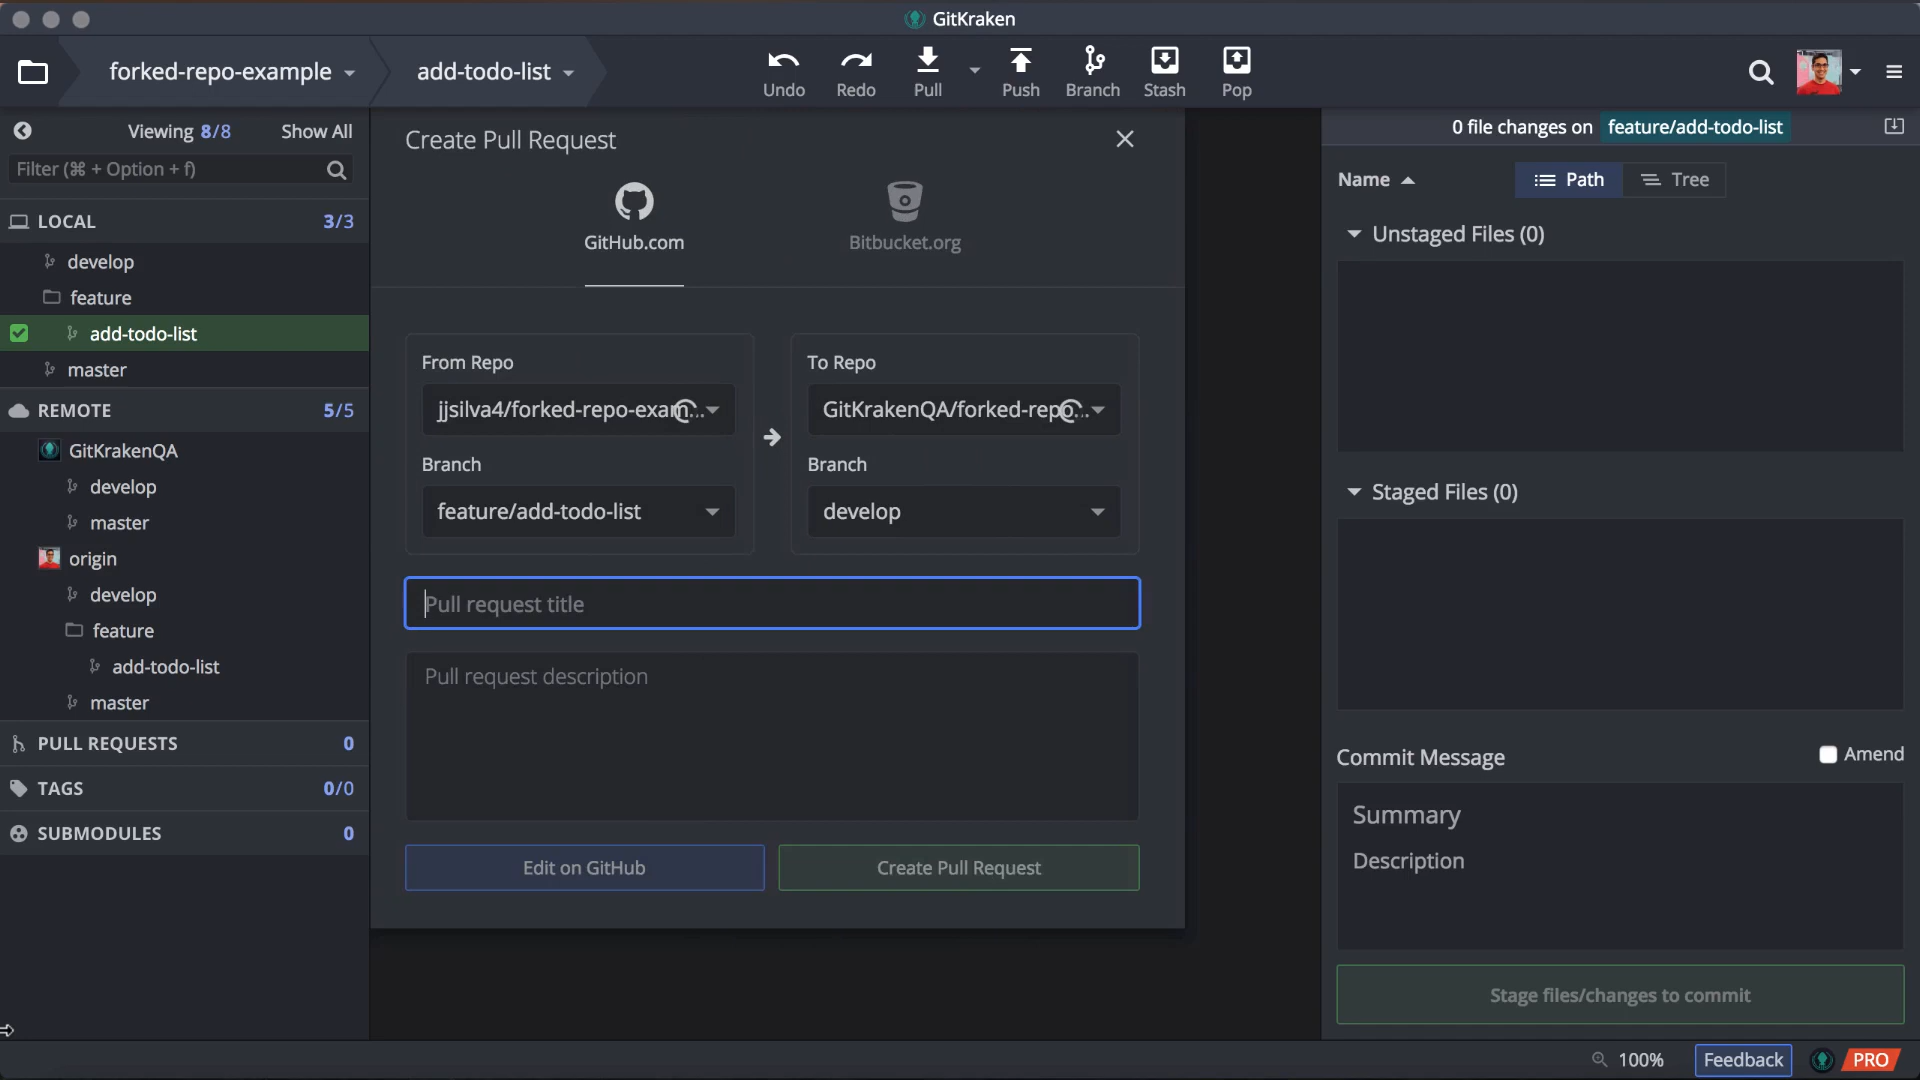 GitKraken
forked-repo-example
add-todo-list
Undo
Redo
Pull
Push
Branch
Stash
Pop
Viewing 8/8
Show All
Filter (⌘ + Option + f)
LOCAL 3/3
develop
feature
add-todo-list
master
REMOTE 5/5
GitKrakenQA
develop
master
origin
develop
feature
add-todo-list
master
PULL REQUESTS 0
TAGS 0/0
SUBMODULES 0
Create Pull Request
GitHub.com
Bitbucket.org
From Repo
jjsilva4/forked-repo-exam...
Branch
feature/add-todo-list
To Repo
GitKrakenQA/forked-repo...
Branch
develop
Pull request title
Pull request description
Edit on GitHub
Create Pull Request
0 file changes on feature/add-todo-list
Name
Path
Tree
Unstaged Files (0)
Staged Files (0)
Commit Message
Amend
Summary
Description
Stage files/changes to commit
100%
Feedback
PRO